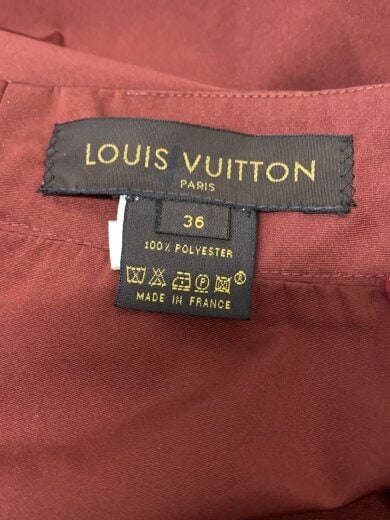 LOUIS VUITTON
PARIS
36
100% POLYESTER
P ®
MADE IN FRANCE